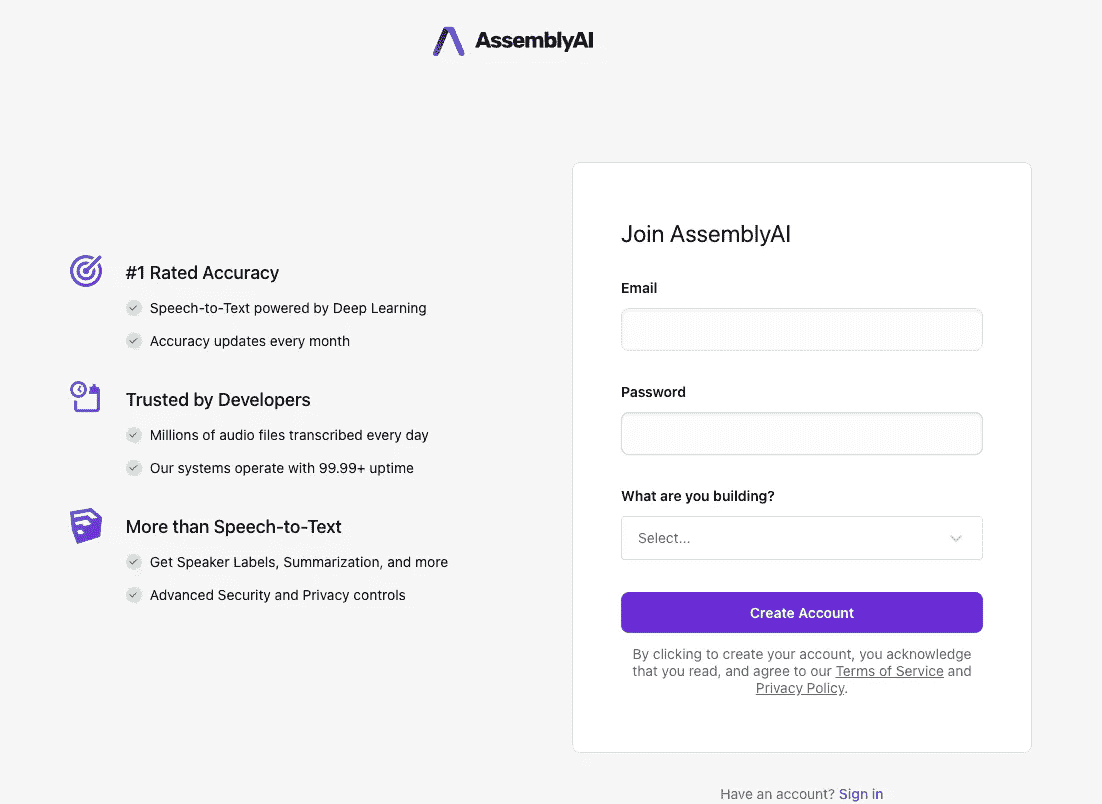 AssemblyAI
#1 Rated Accuracy
Speech-to-Text powered by Deep Learning
Accuracy updates every month
Trusted by Developers
Millions of audio files transcribed every day
Our systems operate with 99.99+ uptime
More than Speech-to-Text
Get Speaker Labels, Summarization, and more
Advanced Security and Privacy controls
Join AssemblyAI
Email
Password
What are you building?
Select...
Create Account
By clicking to create your account, you acknowledge
that you read, and agree to our Terms of Service and
Privacy Policy.
Have an account? Sign in